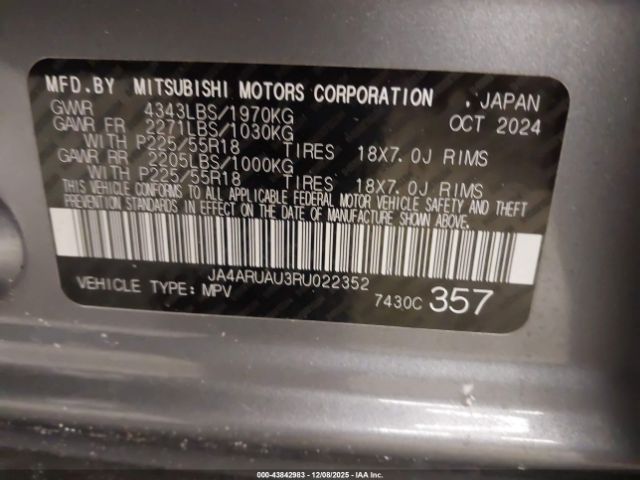 MFD.BY MITSUBISHI MOTORS CORPORATION . JAPAN
GVWR 4343LBS/1970KG OCT 2024
GAWR FR 2271LBS/1030KG
WITH P225/55R18 TIRES 18X7.0J RIMS
GAWR RR 2205LBS/1000KG
WITH P225/55R18 TIRES 18X7.0J RIMS
THIS VEHICLE CONFORMS TO ALL APPLICABLE FEDERAL MOTOR VEHICLE SAFETY AND THEFT
PREVENTION STANDARDS IN EFFECT ON THE DATE OF MANUFACTURE SHOWN ABOVE.
JA4ARUAU3RU022352
VEHICLE TYPE: MPV 7430C 357
000-43842983 - 12/08/2025 - IAA Inc.